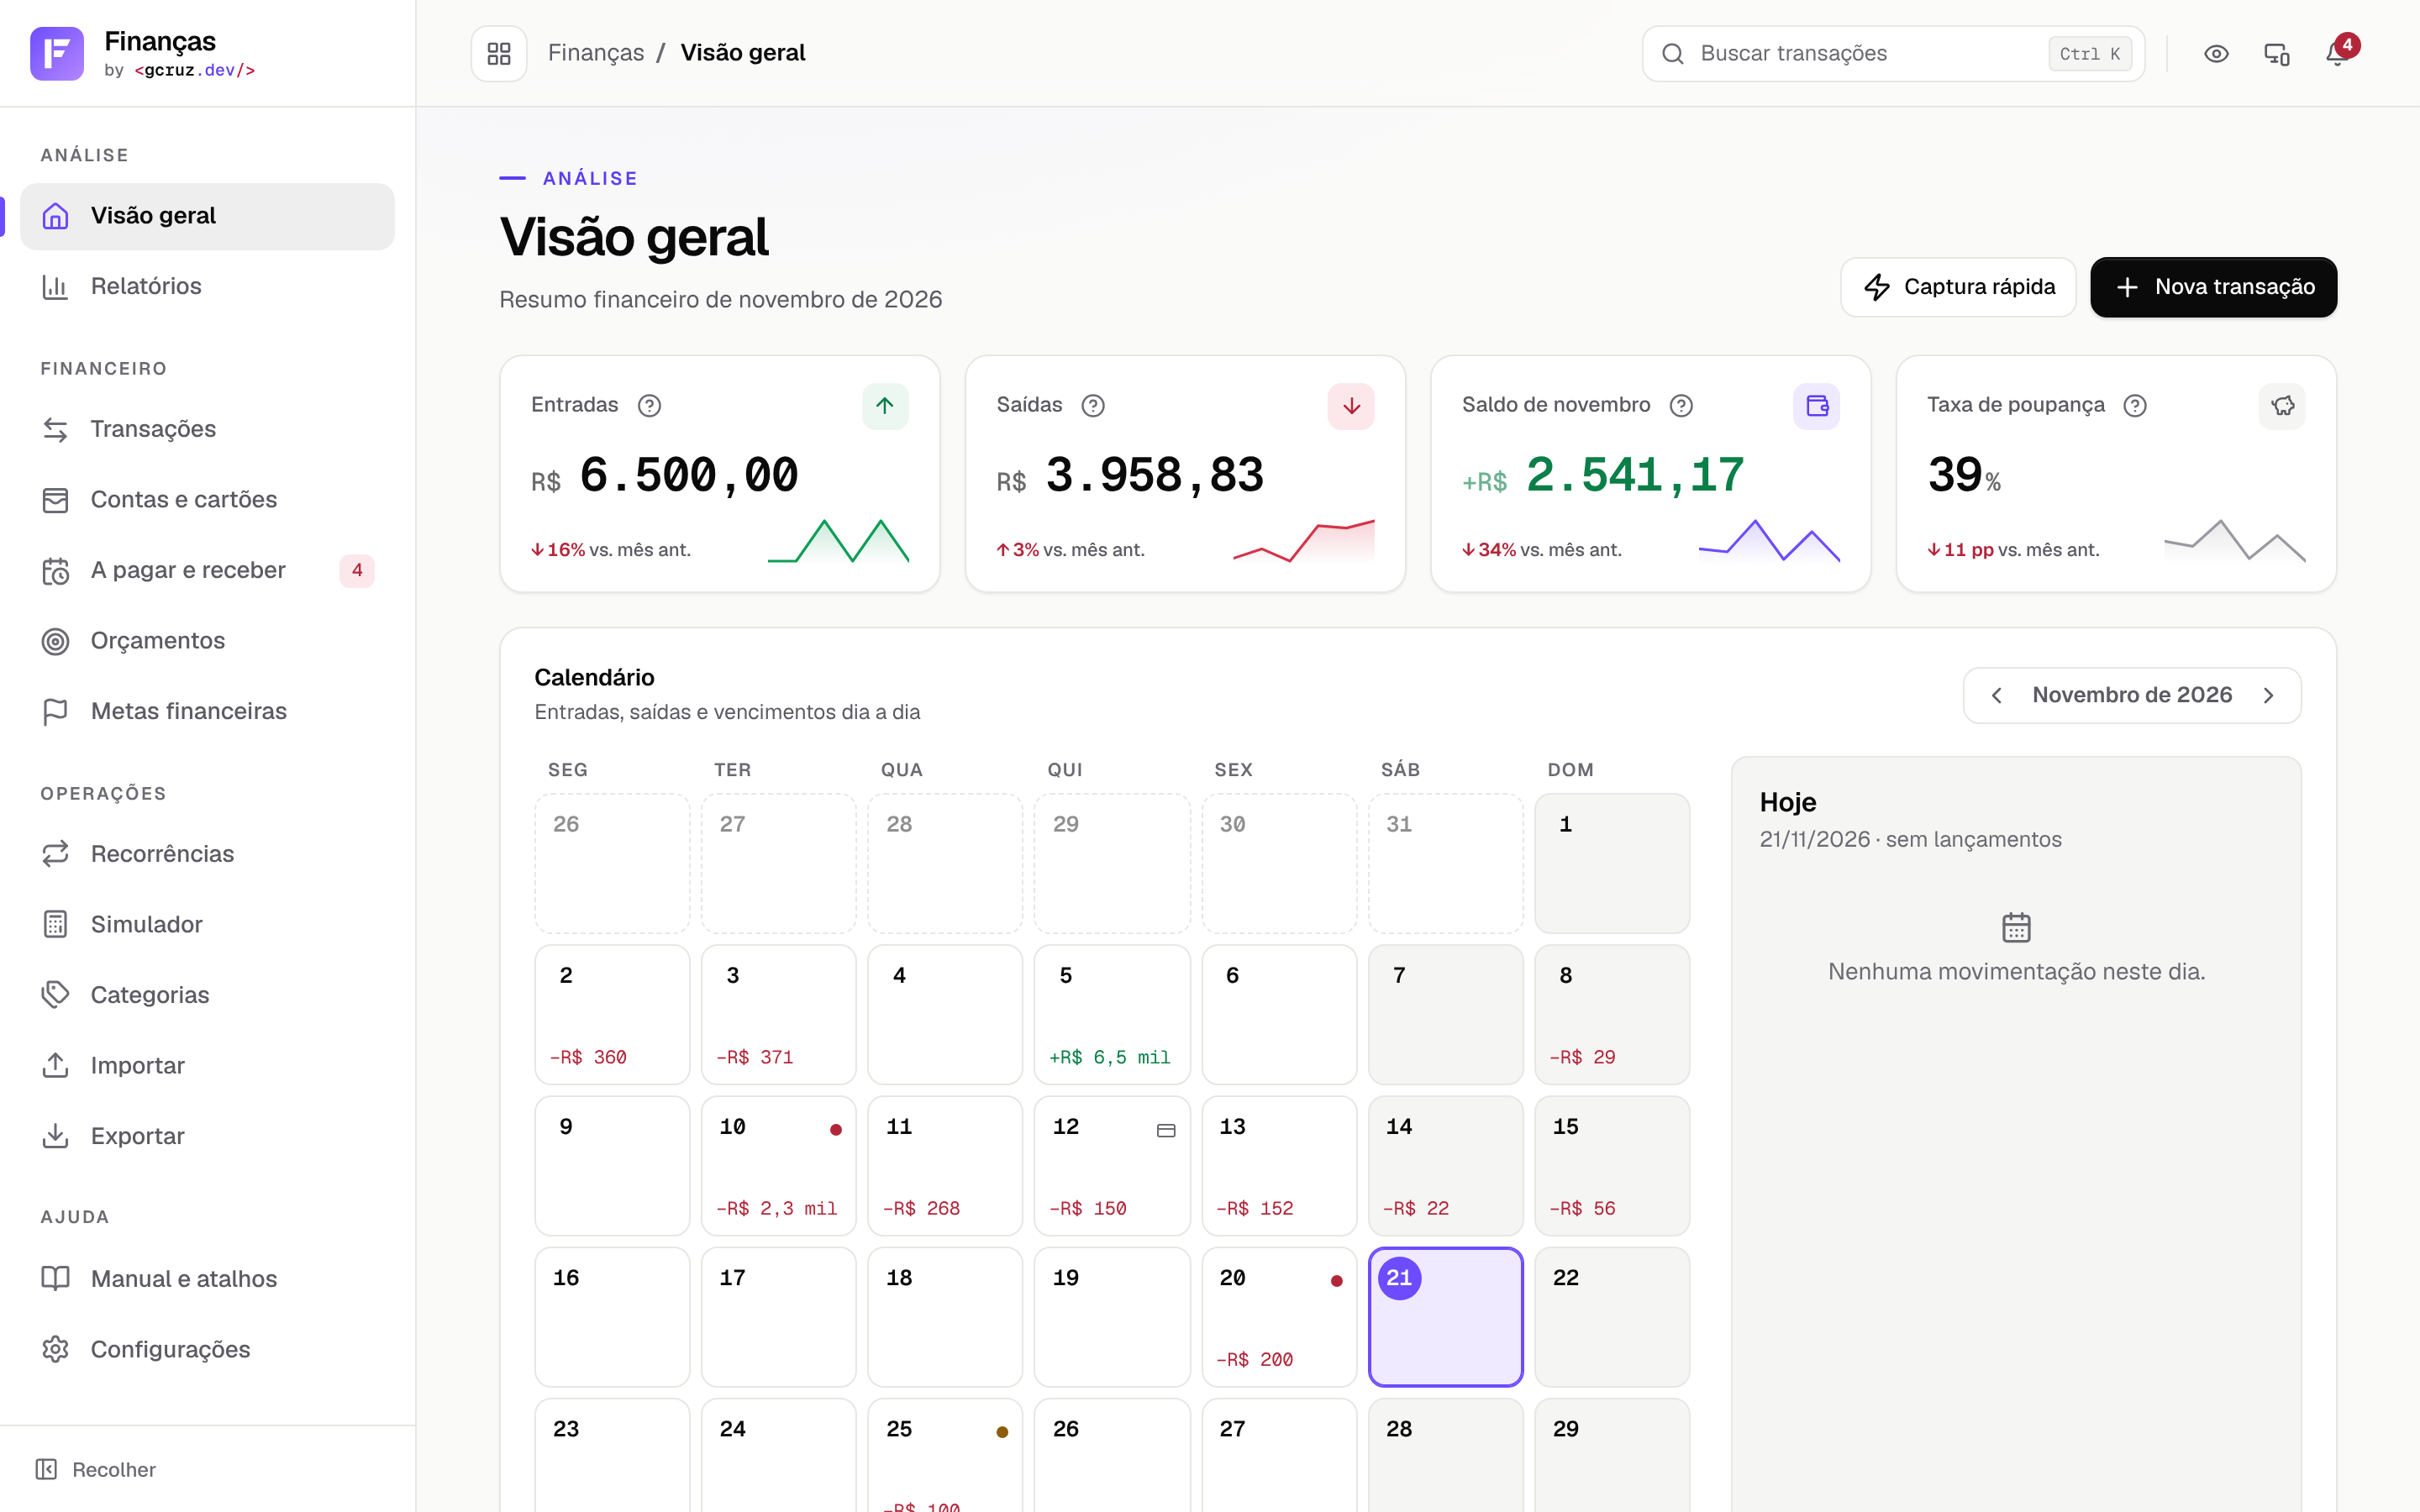 Finanças
by <gcruz.dev/>
ANÁLISE
Visão geral
Relatórios
FINANCEIRO
Transações
Contas e cartões
A pagar e receber 4
Orçamentos
Metas financeiras
OPERAÇÕES
Recorrências
Simulador
Categorias
Importar
Exportar
AJUDA
Manual e atalhos
Configurações
Recolher
Finanças / Visão geral
Buscar transações Ctrl K
4
ANÁLISE
Visão geral
Resumo financeiro de novembro de 2026
Captura rápida
Nova transação
Entradas
R$ 6.500,00
↓16% vs. mês ant.
Saídas
R$ 3.958,83
↑3% vs. mês ant.
Saldo de novembro
+R$ 2.541,17
↓34% vs. mês ant.
Taxa de poupança
39%
↓11 pp vs. mês ant.
Calendário
Entradas, saídas e vencimentos dia a dia
Novembro de 2026
SEG TER QUA QUI SEX SÁB DOM
26 27 28 29 30 31 1
2 3 4 5 6 7 8
−R$ 360 −R$ 371 +R$ 6,5 mil −R$ 29
9 10 11 12 13 14 15
−R$ 2,3 mil −R$ 268 −R$ 150 −R$ 152 −R$ 22 −R$ 56
16 17 18 19 20 21 22
−R$ 200
23 24 25 26 27 28 29
−R$ 100
Hoje
21/11/2026 · sem lançamentos
Nenhuma movimentação neste dia.